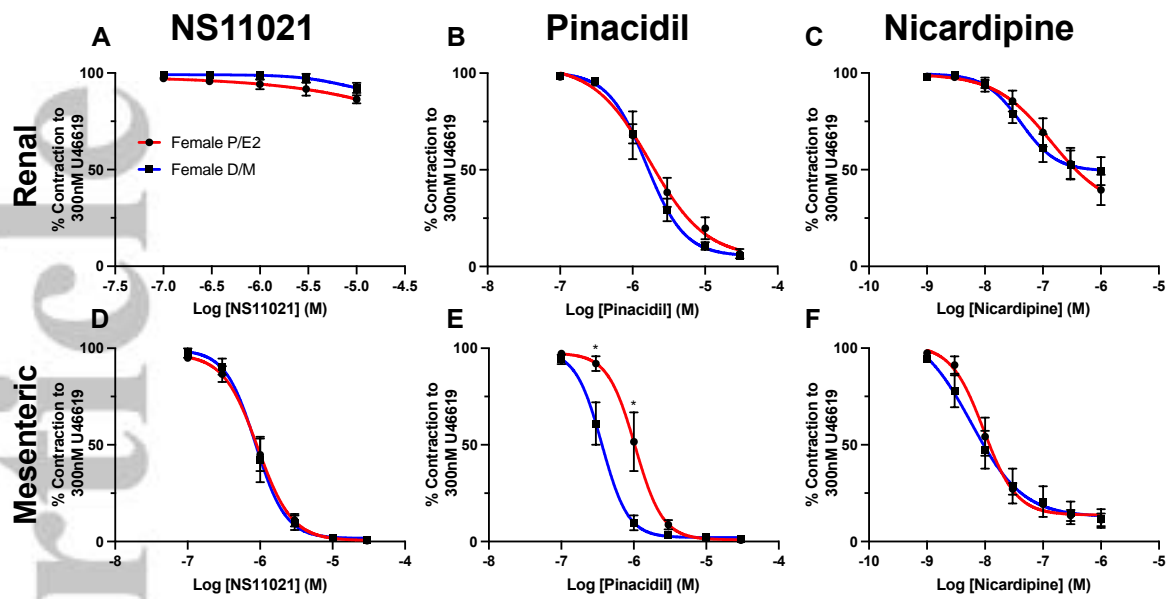 NS11021
Pinacidil
Nicardipine
Renal
Mesenteric
A
% Contraction to
300nM U46619
100
50
0
Female P/E2
Female D/M
-7.5 -7.0 -6.5 -6.0 -5.5 -5.0 -4.5
Log [NS11021] (M)
B
% Contraction to
300nM U46619
100
50
0
-8 -7 -6 -5 -4
Log [Pinacidil] (M)
C
% Contraction to
300nM U46619
100
50
0
-10 -9 -8 -7 -6 -5
Log [Nicardipine] (M)
D
% Contraction to
300nM U46619
100
50
0
-8 -7 -6 -5 -4
Log [NS11021] (M)
E
% Contraction to
300nM U46619
100
50
0
*
*
-8 -7 -6 -5 -4
Log [Pinacidil] (M)
F
% Contraction to
300nM U46619
100
50
0
-10 -9 -8 -7 -6 -5
Log [Nicardipine] (M)
rticle